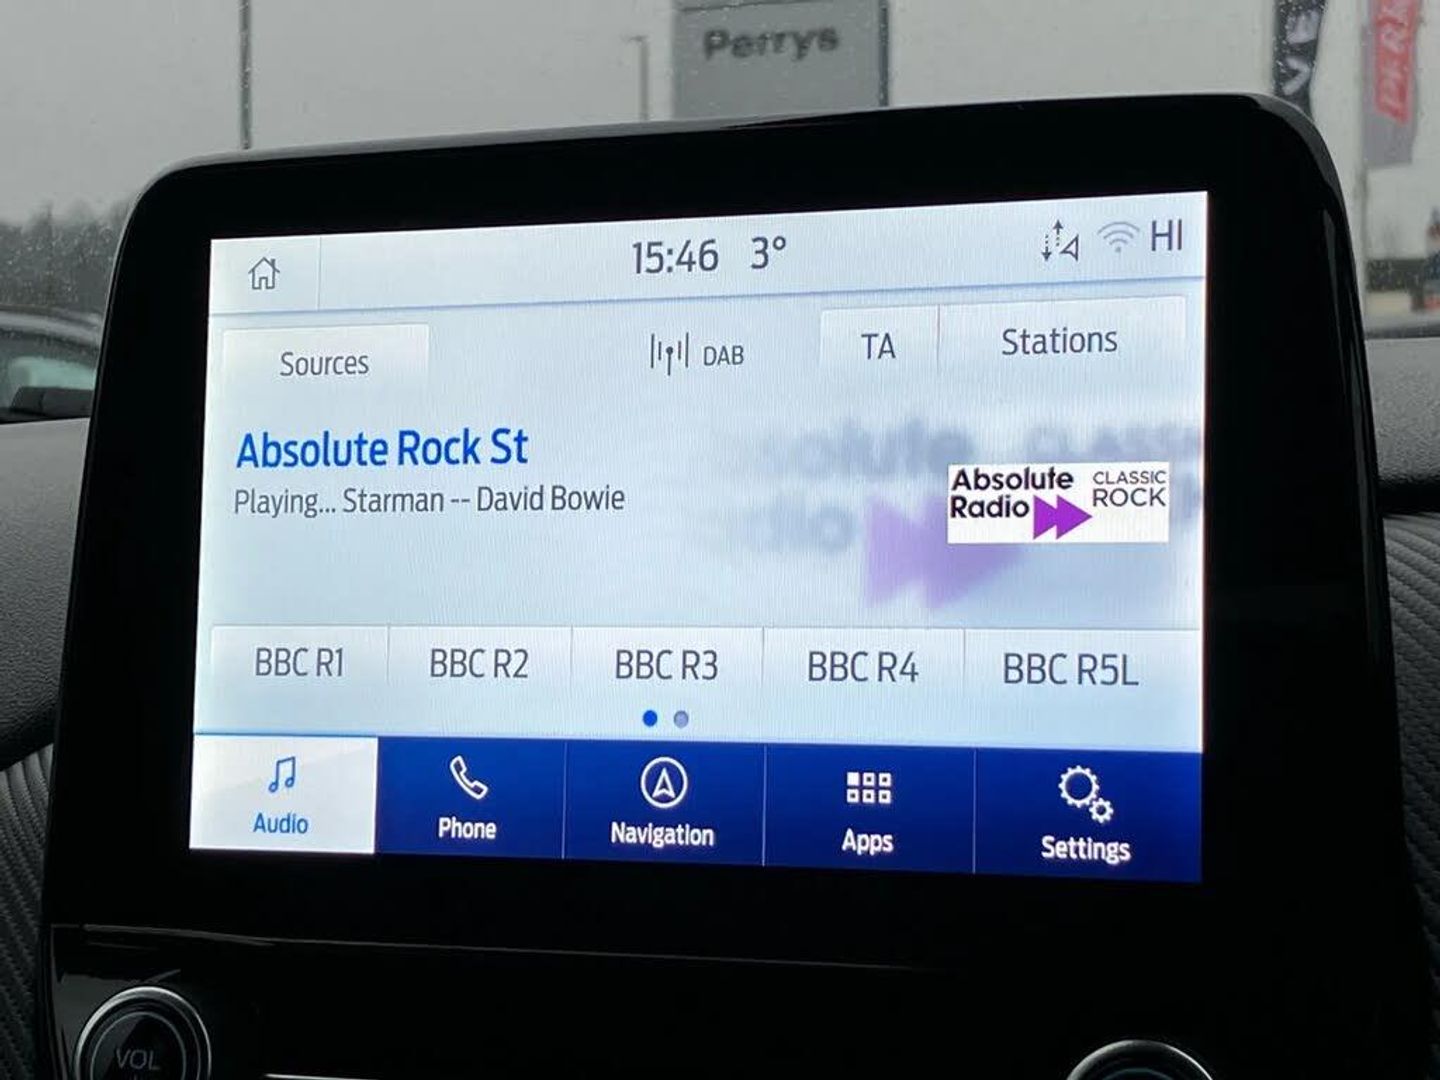 Perrys
15:46 3° HI
Sources
DAB
TA
Stations
Absolute Rock St
Playing... Starman -- David Bowie
Absolute
Radio
CLASSIC
ROCK
BBC R1
BBC R2
BBC R3
BBC R4
BBC R5L
Audio
Phone
Navigation
Apps
Settings
VOL